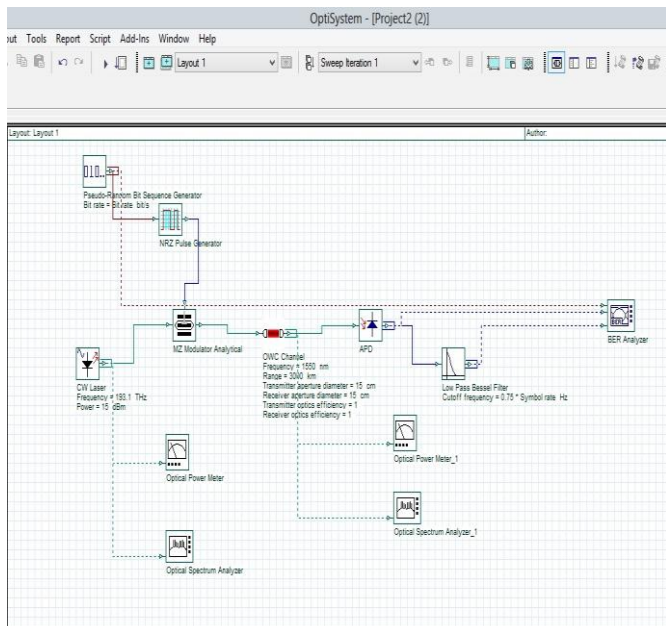 OptiSystem - [Project2 (2)]
out Tools Report Script Add-Ins Window Help
Layout 1
Sweep Iteration 1
Layout: Layout 1
Author:
010...
Pseudo-Random Bit Sequence Generator
Bit rate = Bit rate bit/s
NRZ Pulse Generator
MZ Modulator Analytical
CW Laser
Frequency = 193.1 THz
Power = 15 dBm
OWC Channel
Frequency = 1550 nm
Range = 3000 km
Transmitter aperture diameter = 15 cm
Receiver aperture diameter = 15 cm
Transmitter optics efficiency = 1
Receiver optics efficiency = 1
APD
Low Pass Bessel Filter
Cutoff frequency = 0.75 * Symbol rate Hz
BER
BER Analyzer
Optical Power Meter
Optical Power Meter_1
Optical Spectrum Analyzer
Optical Spectrum Analyzer_1